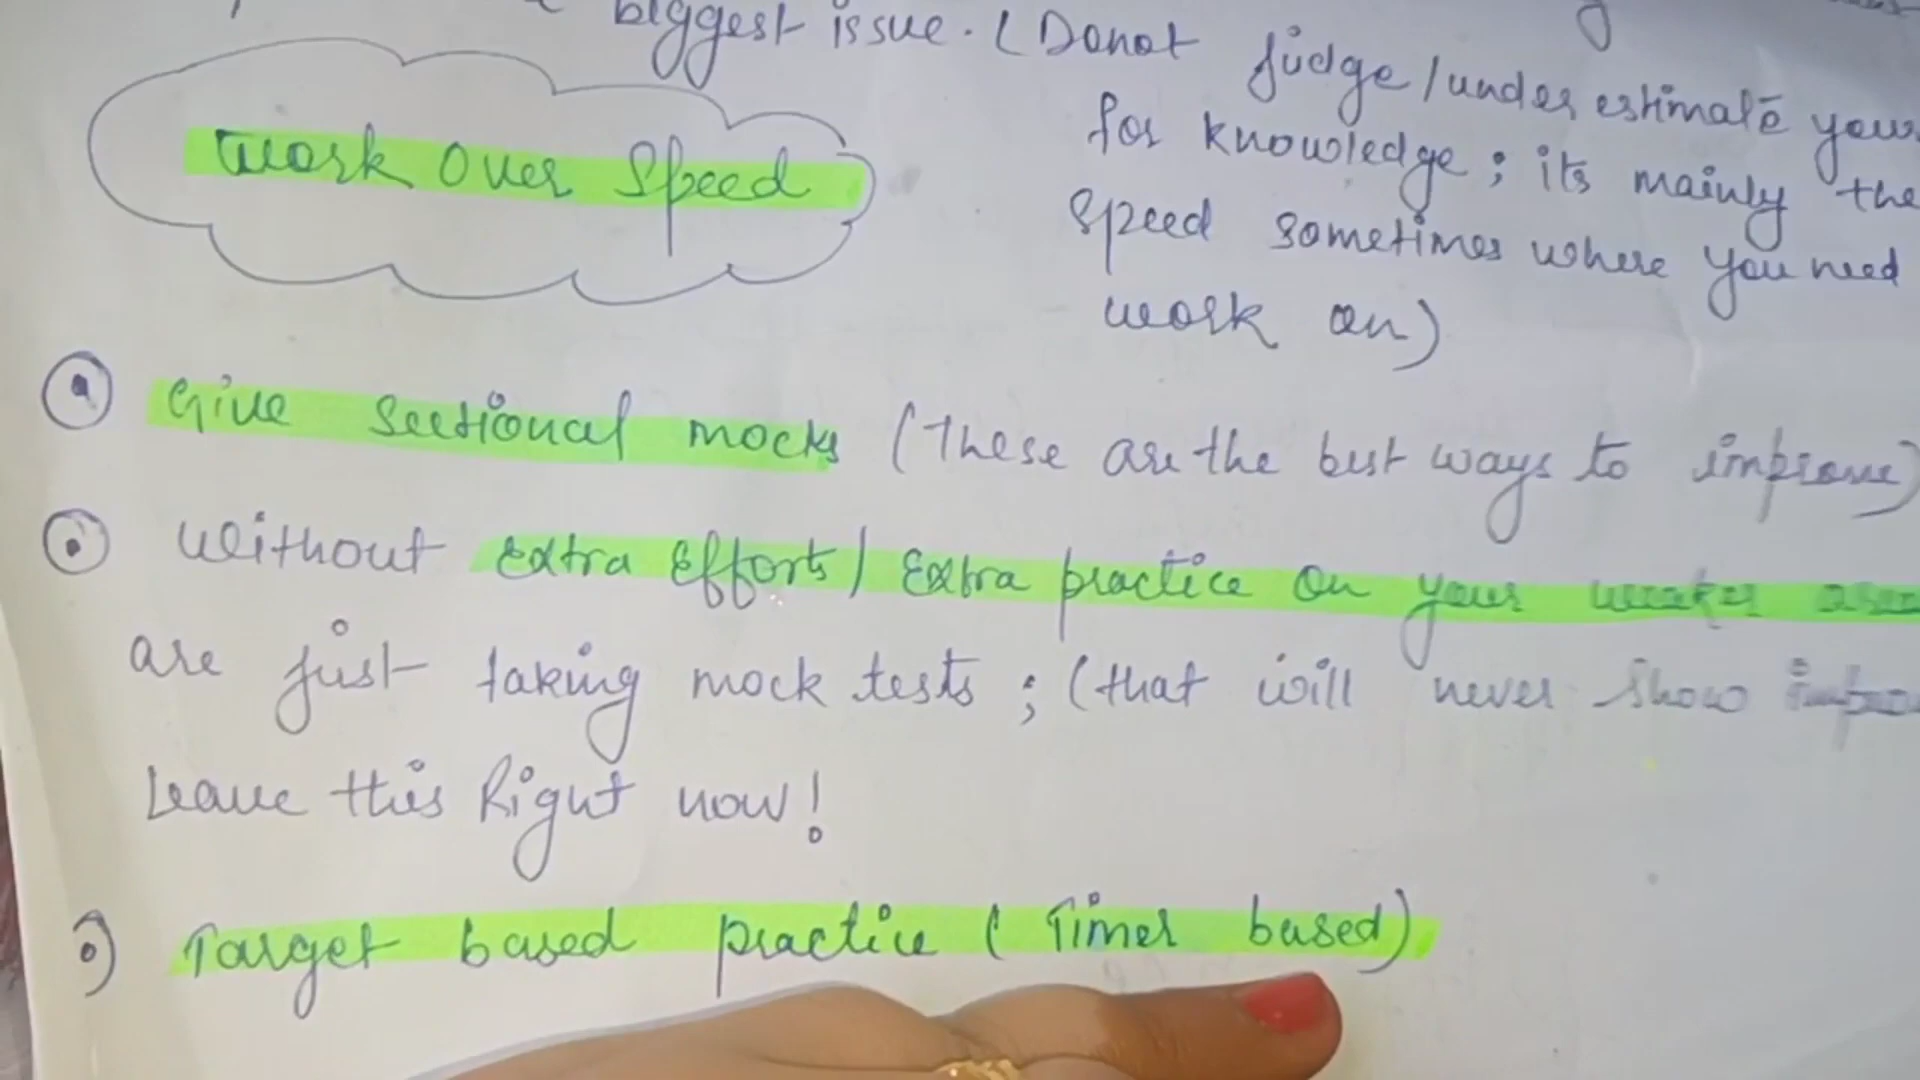 biggest issue. (Donot judge/underestimate your
for knowledge; its mainly the
Work Over Speed
speed sometimes where you need
work on)
Give sectional mocks (These are the best ways to improve)
Without extra Efforts/ Extra practice on your weaker
are just taking mock tests; (that will never show
Leave this Right now!
Target based practice (Timer based)